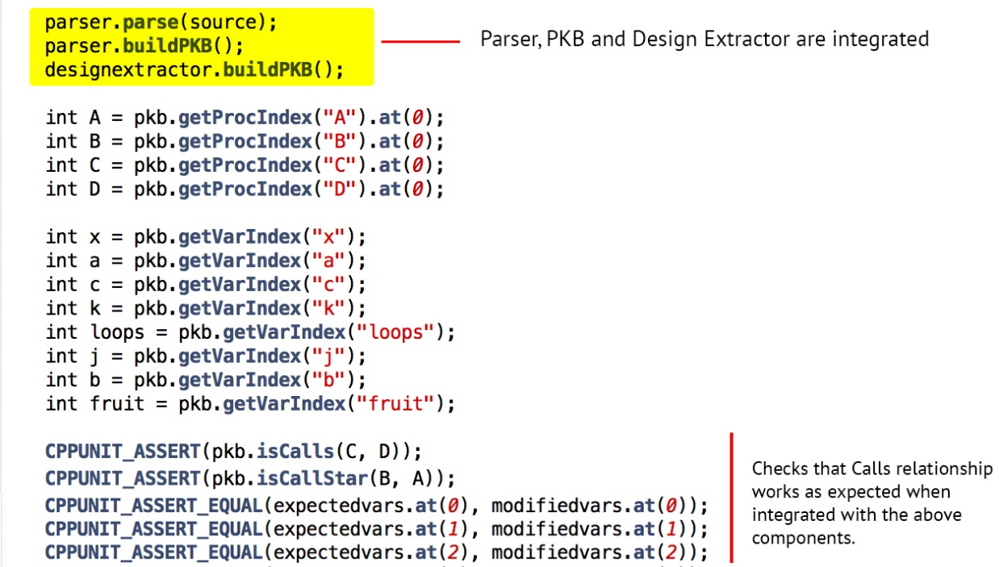 parser.parse(source);
parser.buildPKB();
designextractor.buildPKB();
Parser, PKB and Design Extractor are integrated
int A = pkb.getProcIndex("A").at(0);
int B = pkb.getProcIndex("B").at(0);
int C = pkb.getProcIndex("C").at(0);
int D = pkb.getProcIndex("D").at(0);
int x = pkb.getVarIndex("x");
int a = pkb.getVarIndex("a");
int c = pkb.getVarIndex("c");
int k = pkb.getVarIndex("k");
int loops = pkb.getVarIndex("loops");
int j = pkb.getVarIndex("j");
int b = pkb.getVarIndex("b");
int fruit = pkb.getVarIndex("fruit");
CPPUNIT_ASSERT(pkb.isCalls(C, D));
CPPUNIT_ASSERT(pkb.isCallStar(B, A));
CPPUNIT_ASSERT_EQUAL(expectedvars.at(0), modifiedvars.at(0));
CPPUNIT_ASSERT_EQUAL(expectedvars.at(1), modifiedvars.at(1));
CPPUNIT_ASSERT_EQUAL(expectedvars.at(2), modifiedvars.at(2));
Checks that Calls relationship
works as expected when
integrated with the above
components.